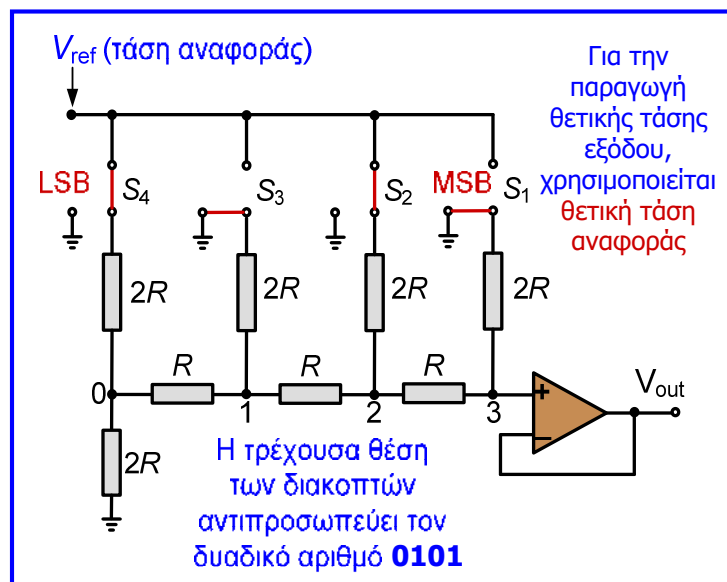 Vref (τάση αναφοράς)
Για την
παραγωγή
θετικής τάσης
εξόδου,
χρησιμοποιείται
θετική τάση
αναφοράς
LSB S4 S3 S2 MSB S1
2R 2R 2R 2R
R R R
0 1 2 3 + Vout
2R −
Η τρέχουσα θέση
των διακοπτών
αντιπροσωπεύει τον
δυαδικό αριθμό 0101